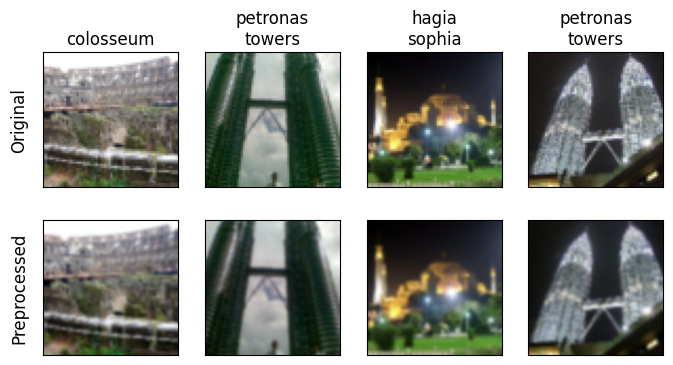 colosseum
petronas
towers
hagia
sophia
petronas
towers
Original
Preprocessed